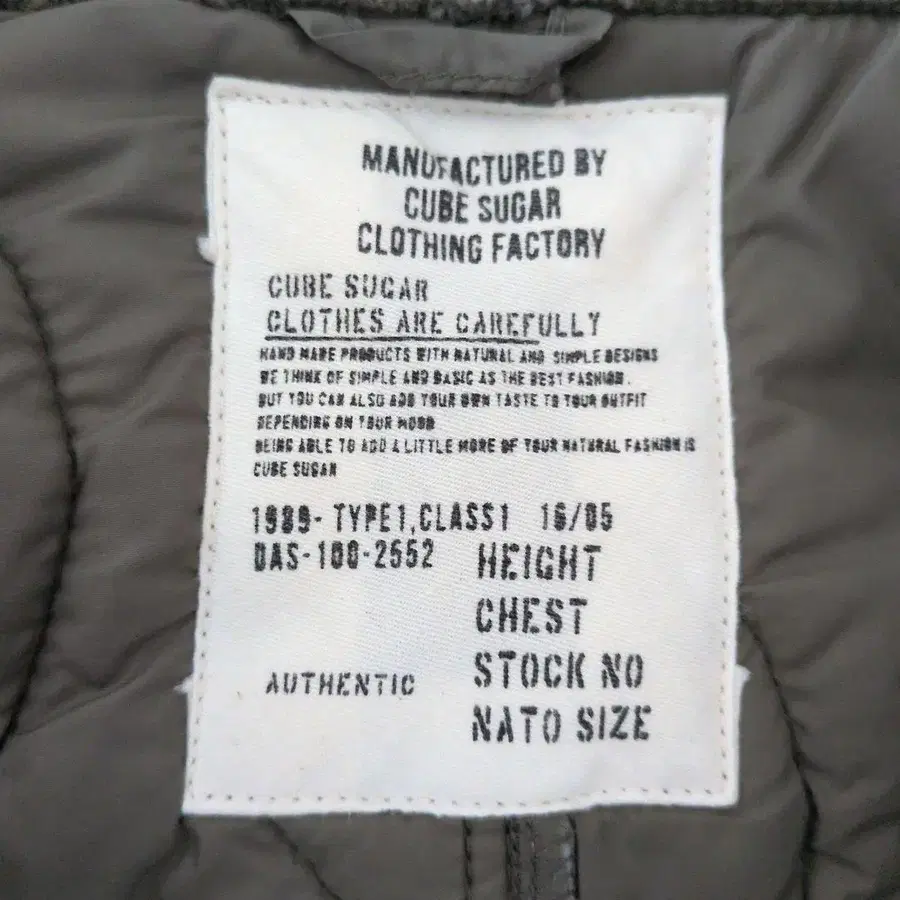 MANUFACTURED BY
CUBE SUGAR
CLOTHING FACTORY
CUBE SUGAR
CLOTHES ARE CAREFULLY
HAND MADE PRODUCTS WITH NATURAL AND SIMPLE DESIGNS
WE THINK OF SIMPLE AND BASIC AS THE BEST FASHION.
BUT YOU CAN ALSO ADD YOUR OWN TASTE TO YOUR OUTFIT
DEPENDING ON YOUR MOOD
BEING ABLE TO ADD A LITTLE MORE OF YOUR NATURAL FASHION IS
CUBE SUGAR
1989- TYPE1,CLASS1 16/05
DAS-100-2552
HEIGHT
CHEST
STOCK NO
AUTHENTIC
NATO SIZE